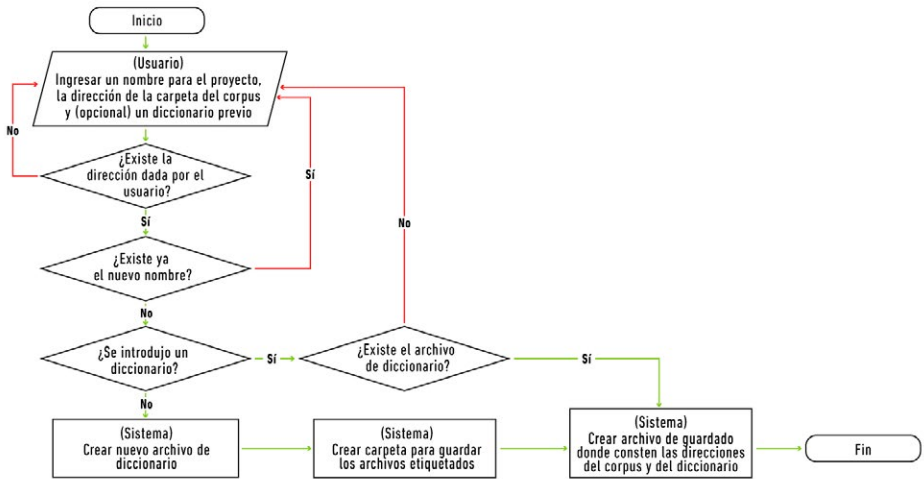 Inicio
(Usuario)
Ingresar un nombre para el proyecto,
la dirección de la carpeta del corpus
y (opcional) un diccionario previo
No
¿Existe la
dirección dada por el
usuario?
Sí
Sí
No
¿Existe ya
el nuevo nombre?
No
¿Se introdujo un
diccionario?
Sí
¿Existe el archivo
de diccionario?
Sí
No
(Sistema)
Crear nuevo archivo de
diccionario
(Sistema)
Crear carpeta para guardar
los archivos etiquetados
(Sistema)
Crear archivo de guardado
donde consten las direcciones
del corpus y del diccionario
Fin